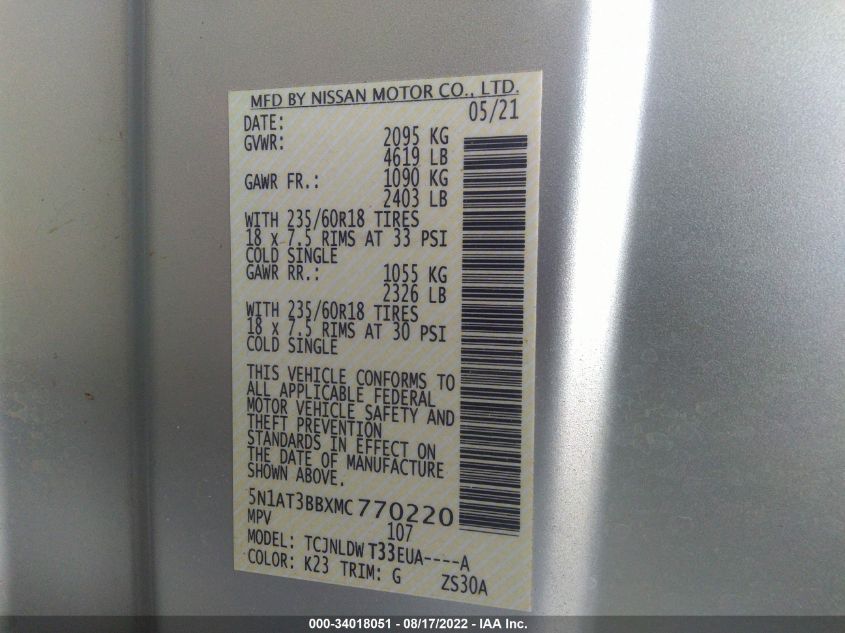 MFD BY NISSAN MOTOR CO., LTD.
DATE: 05/21
GVWR: 2095 KG
4619 LB
GAWR FR.: 1090 KG
2403 LB
WITH 235/60R18 TIRES
18 x 7.5 RIMS AT 33 PSI
COLD SINGLE
GAWR RR.: 1055 KG
2326 LB
WITH 235/60R18 TIRES
18 x 7.5 RIMS AT 30 PSI
COLD SINGLE
THIS VEHICLE CONFORMS TO
ALL APPLICABLE FEDERAL
MOTOR VEHICLE SAFETY AND
THEFT PREVENTION
STANDARDS IN EFFECT ON
THE DATE OF MANUFACTURE
SHOWN ABOVE.
5N1AT3BBXMC 770220
MPV 107
MODEL: TCJNLDW T33EUA----A
COLOR: K23 TRIM: G ZS30A
000-34018051 - 08/17/2022 - IAA Inc.